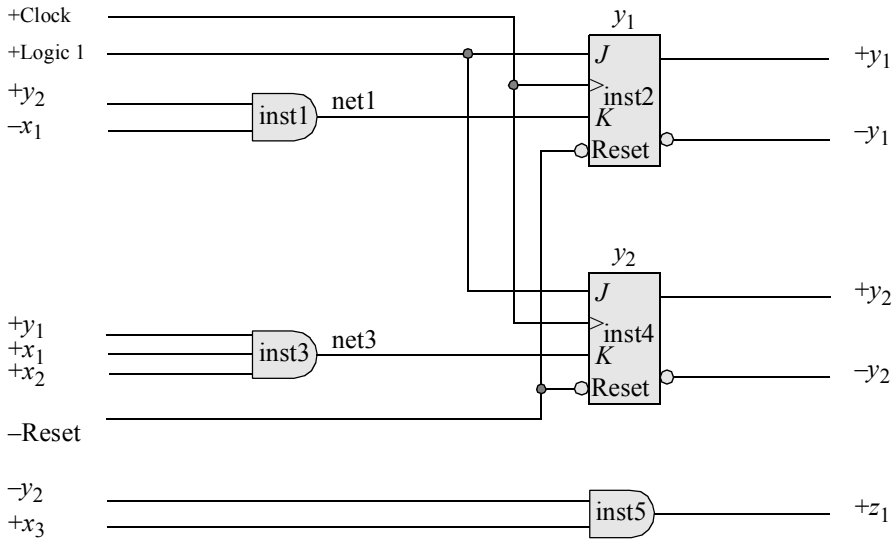 +Clock
y1
+Logic 1
J
+y1
+y2
inst1
net1
inst2
–x1
K
–y1
Reset
y2
J
+y2
+y1
+x1
inst3
net3
inst4
+x2
K
Reset
–y2
–Reset
–y2
inst5
+z1
+x3